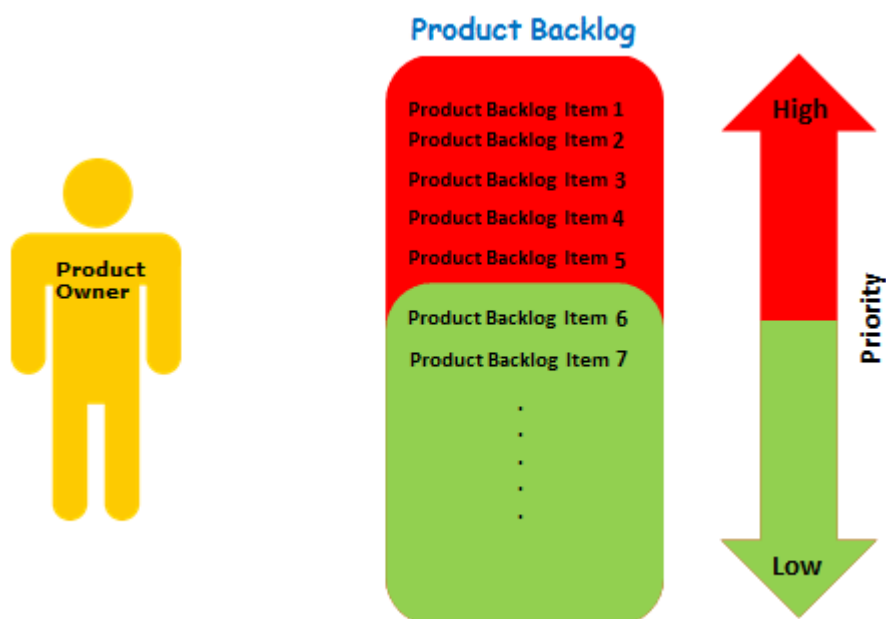 Product Backlog
Product Backlog Item 1
Product Backlog Item 2
Product Backlog Item 3
Product Backlog Item 4
Product Backlog Item 5
Product Backlog Item 6
Product Backlog Item 7
.
.
.
.
.
Product
Owner
High
Priority
Low